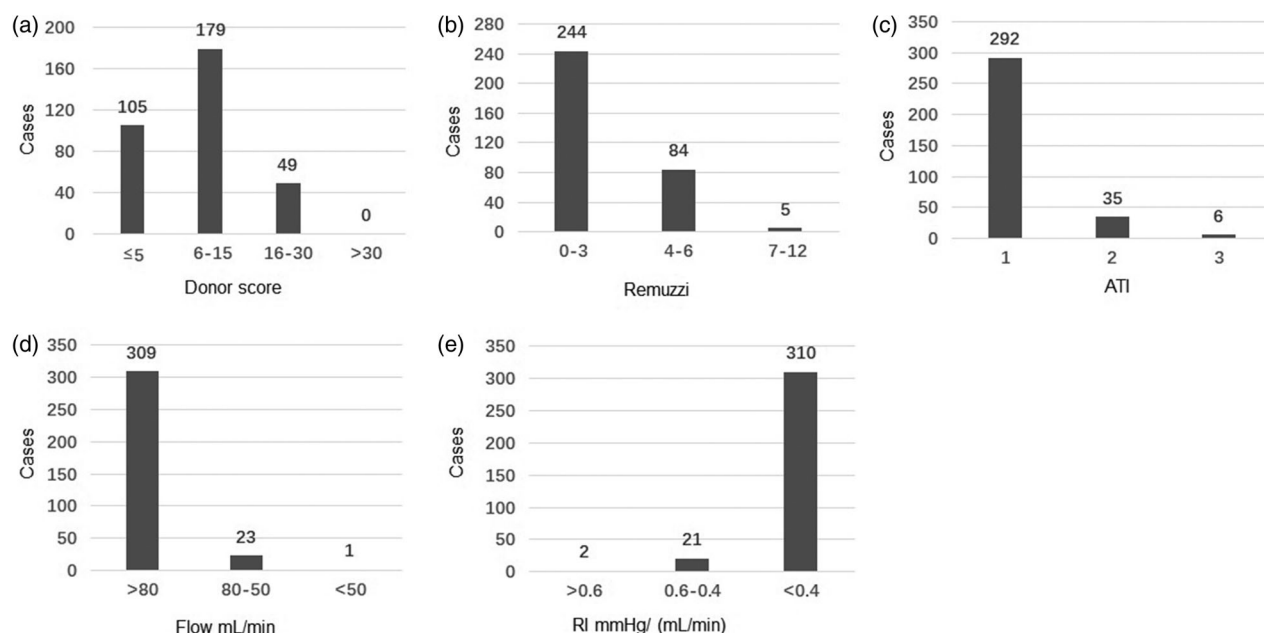 (a)
200
179
160
120
105
80
49
40
0
0
≤5 6-15 16-30 >30
Cases
Donor score
(b)
280
244
240
200
160
120
84
80
40
5
0
0-3 4-6 7-12
Cases
Remuzzi
(c)
350
292
300
250
200
150
100
50
35
6
0
1 2 3
Cases
ATI
(d)
350
309
300
250
200
150
100
50
23
1
0
>80 80-50 <50
Cases
Flow mL/min
(e)
350
310
300
250
200
150
100
50
2
21
0
>0.6 0.6-0.4 <0.4
Cases
RI mmHg/ (mL/min)